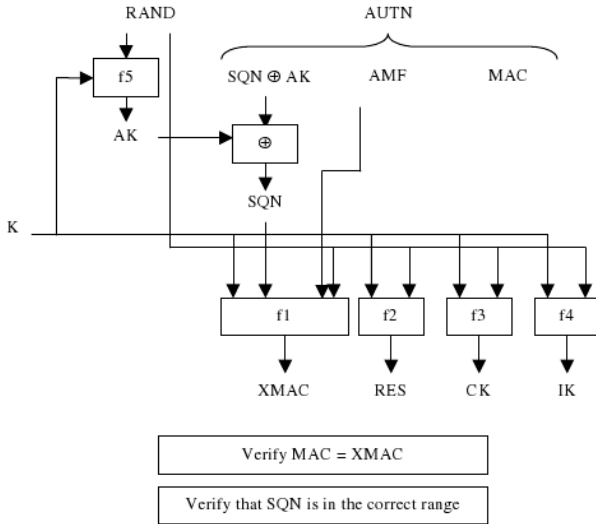 RAND AUTN
f5
SQN ⊕ AK AMF MAC
AK
⊕
SQN
K
f1 f2 f3 f4
XMAC RES CK IK
Verify MAC = XMAC
Verify that SQN is in the correct range